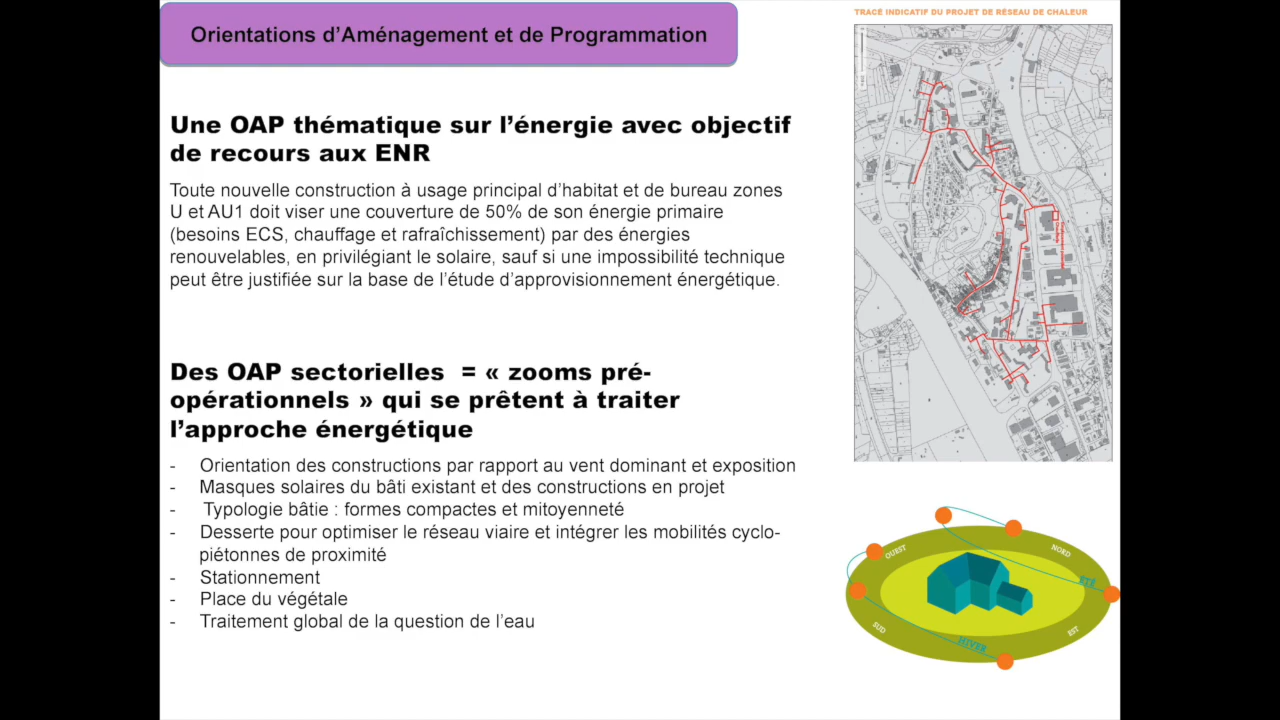 Orientations d’Aménagement et de Programmation
TRACÉ INDICATIF DU PROJET DE RÉSEAU DE CHALEUR
Une OAP thématique sur l’énergie avec objectif
de recours aux ENR
Toute nouvelle construction à usage principal d’habitat et de bureau zones
U et AU1 doit viser une couverture de 50% de son énergie primaire
(besoins ECS, chauffage et rafraîchissement) par des énergies
renouvelables, en privilégiant le solaire, sauf si une impossibilité technique
peut être justifiée sur la base de l’étude d’approvisionnement énergétique.
Des OAP sectorielles = « zooms pré-
opérationnels » qui se prêtent à traiter
l’approche énergétique
- Orientation des constructions par rapport au vent dominant et exposition
- Masques solaires du bâti existant et des constructions en projet
- Typologie bâtie : formes compactes et mitoyenneté
- Desserte pour optimiser le réseau viaire et intégrer les mobilités cyclo-
piétonnes de proximité
- Stationnement
- Place du végétale
- Traitement global de la question de l’eau
OUEST
NORD
ÉTÉ
SUD
HIVER
EST